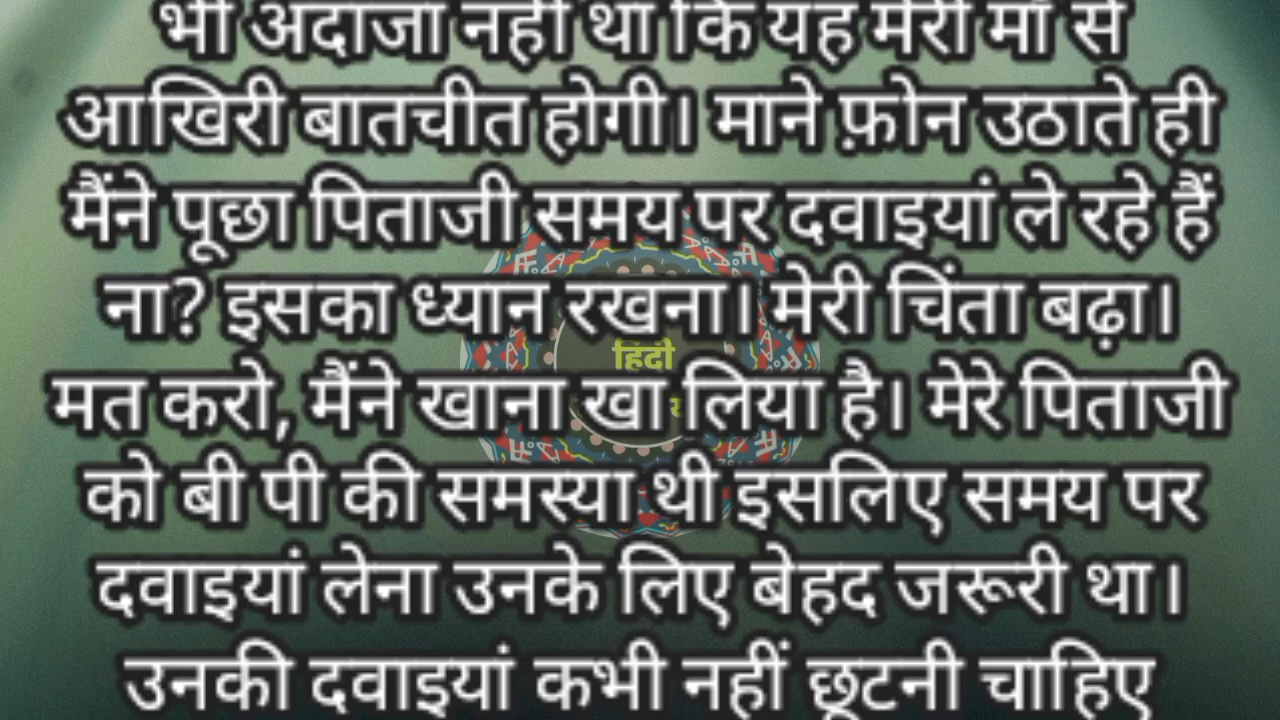 भी अंदाजा नहीं था कि यह मेरी माँ से
आखिरी बातचीत होगी। माने फ़ोन उठाते ही
मैंने पूछा पिताजी समय पर दवाइयां ले रहे हैं
ना? इसका ध्यान रखना। मेरी चिंता बढ़ा।
हिंदी
मत करो, मैंने खाना खा लिया है। मेरे पिताजी
को बी पी की समस्या थी इसलिए समय पर
दवाइयां लेना उनके लिए बेहद जरूरी था।
उनकी दवाइयां कभी नहीं छूटनी चाहिए